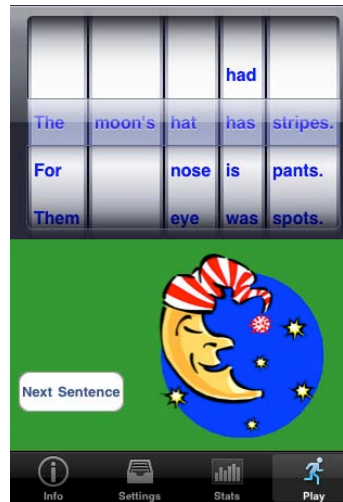 had
The moon's hat has stripes.
For nose is pants.
Them eye was spots.
Next Sentence
Info Settings Stats Play